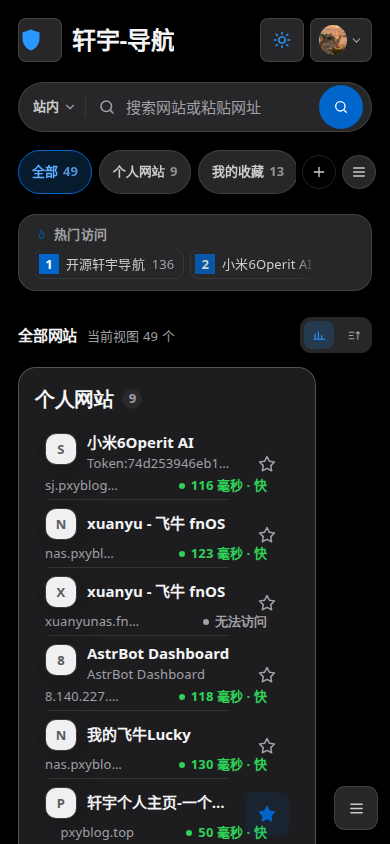 轩宇-导航
站内 搜索网站或粘贴网址
全部 49 个人网站 9 我的收藏 13
热门访问
1 开源轩宇导航 136 2 小米6Operit AI
全部网站 当前视图 49 个
个人网站 9
S 小米6Operit AI
Token:74d253946eb1...
sj.pxyblog... 116 毫秒 · 快
N xuanyu - 飞牛 fnOS
nas.pxybl... 123 毫秒 · 快
X xuanyu - 飞牛 fnOS
xuanyunas.fn... 无法访问
8 AstrBot Dashboard
AstrBot Dashboard
8.140.227.... 118 毫秒 · 快
N 我的飞牛Lucky
nas.pxyblo... 130 毫秒 · 快
P 轩宇个人主页-一个...
pxyblog.top 50 毫秒 · 快